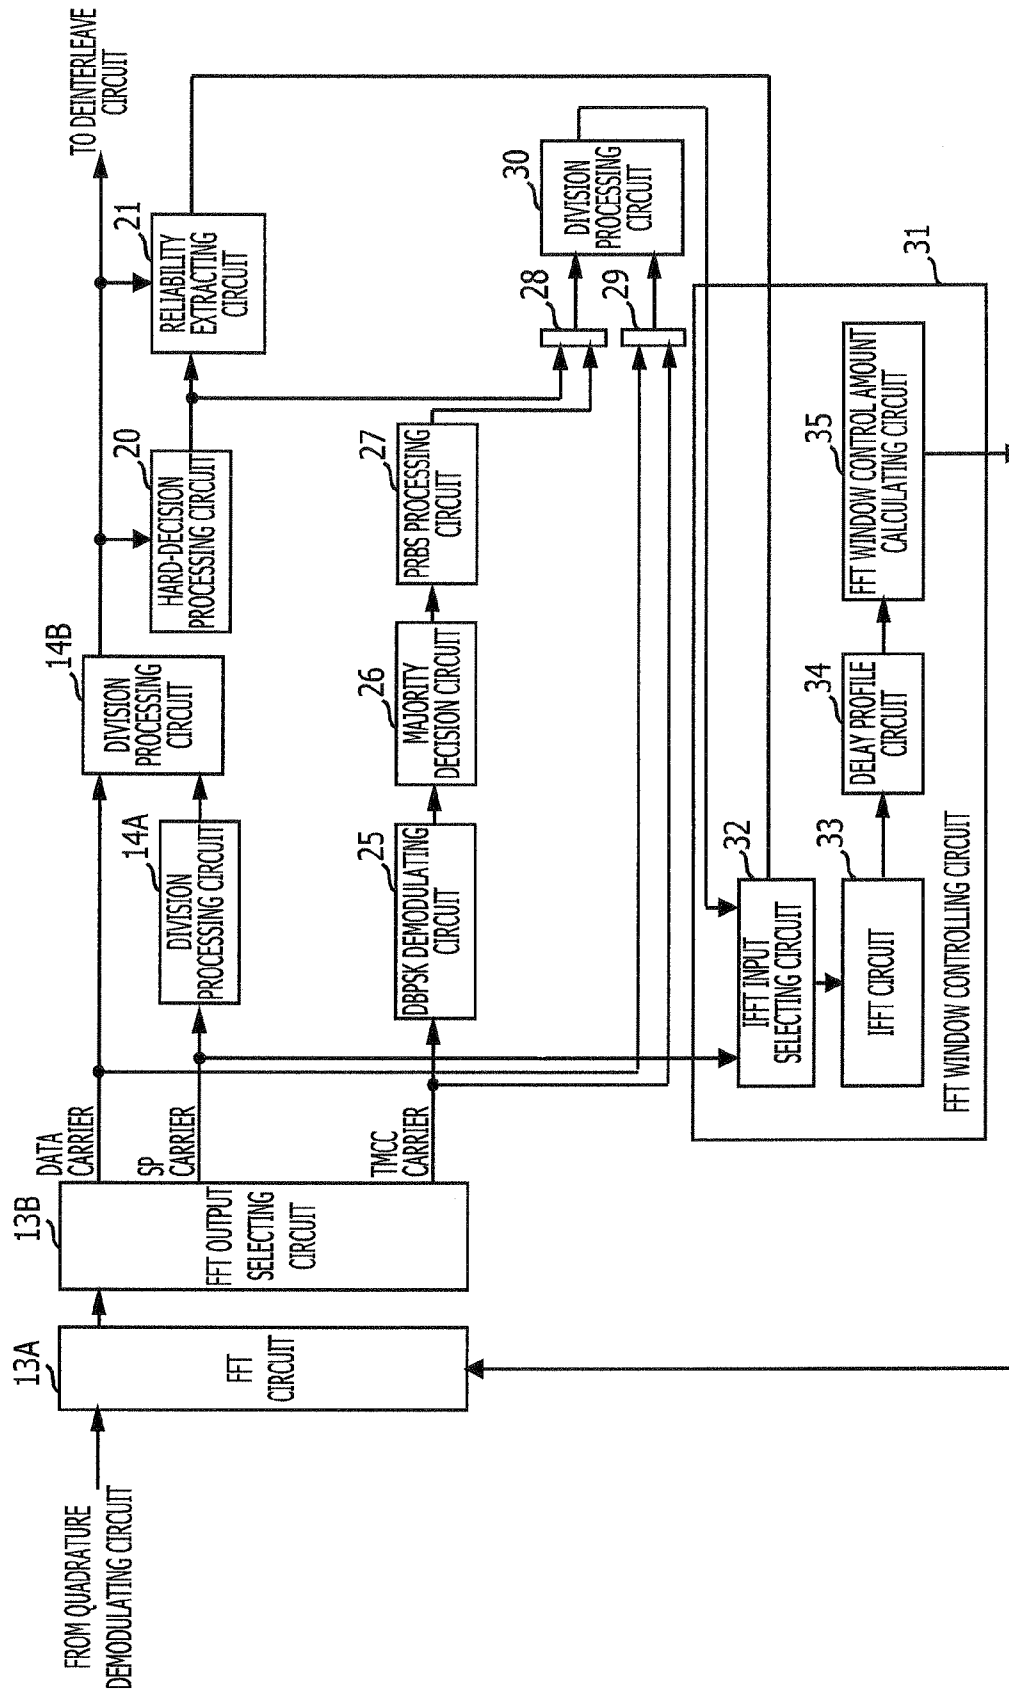 FROM QUADRATURE
DEMODULATING CIRCUIT
13A
FFT
CIRCUIT
13B
FFT OUTPUT
SELECTING
CIRCUIT
DATA
CARRIER
SP
CARRIER
TMCC
CARRIER
14A
DIVISION
PROCESSING CIRCUIT
14B
DIVISION
PROCESSING
CIRCUIT
20
HARD-DECISION
PROCESSING CIRCUIT
21
RELIABILITY
EXTRACTING
CIRCUIT
TO DEINTERLEAVE
CIRCUIT
25
DBPSK DEMODULATING
CIRCUIT
26
MAJORITY
DECISION CIRCUIT
27
PRBS PROCESSING
CIRCUIT
28
29
30
DIVISION
PROCESSING
CIRCUIT
31
32
IFFT INPUT
SELECTING CIRCUIT
33
IFFT CIRCUIT
34
DELAY PROFILE
CIRCUIT
35
FFT WINDOW CONTROL AMOUNT
CALCULATING CIRCUIT
FFT WINDOW CONTROLLING CIRCUIT